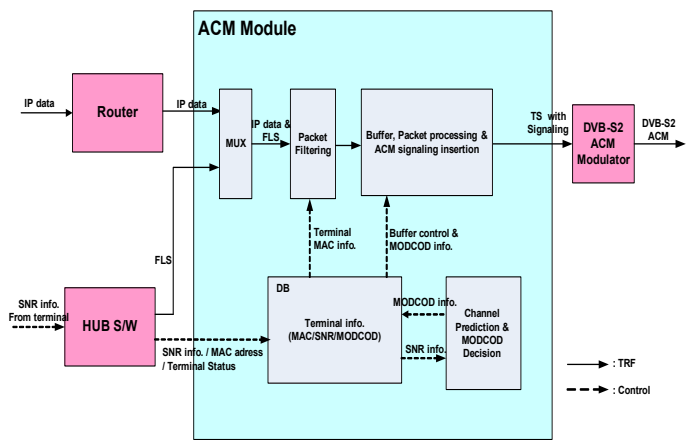 ACM Module
IP data
Router
IP data
MUX
IP data &
FLS
Packet
Filtering
Buffer, Packet processing &
ACM signaling insertion
TS with
Signaling
DVB-S2
ACM
Modulator
DVB-S2
ACM
Terminal
MAC info.
Buffer control &
MODCOD info.
FLS
SNR info.
From terminal
HUB S/W
SNR info. / MAC adress
/ Terminal Status
DB
Terminal info.
(MAC/SNR/MODCOD)
MODCOD info.
SNR info.
Channel
Prediction &
MODCOD
Decision
: TRF
: Control